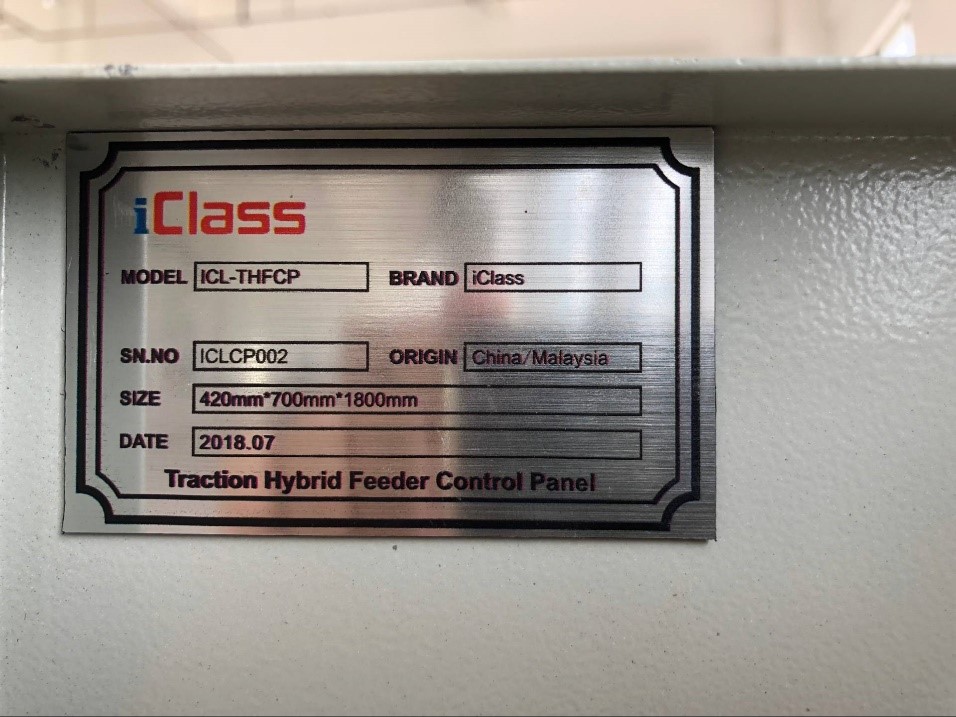 iClass
MODEL ICL-THFCP BRAND iClass
SN.NO ICLCP002 ORIGIN China/Malaysia
SIZE 420mm*700mm*1800mm
DATE 2018.07
Traction Hybrid Feeder Control Panel